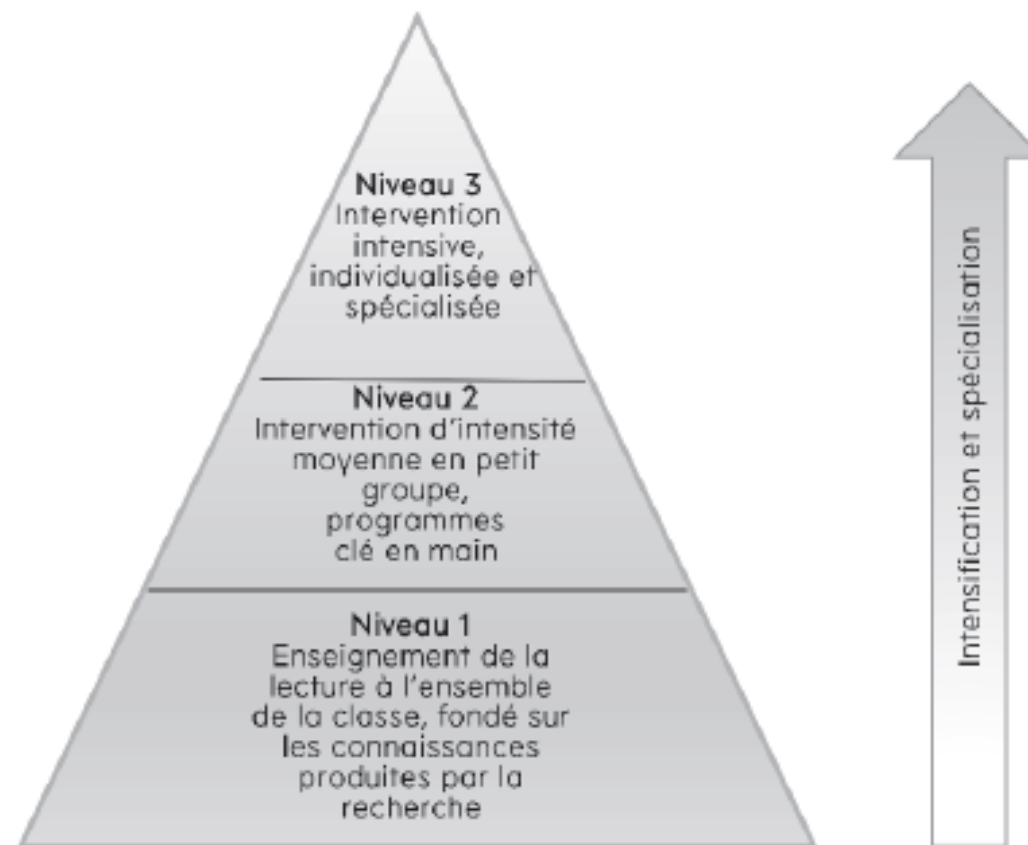 Niveau 3
Intervention
intensive,
individualisée et
spécialisée
Niveau 2
Intervention d'intensité
moyenne en petit
groupe,
programmes
clé en main
Niveau 1
Enseignement de la
lecture à l'ensemble
de la classe, fondé sur
les connaissances
produites par la
recherche
Intensification et spécialisation